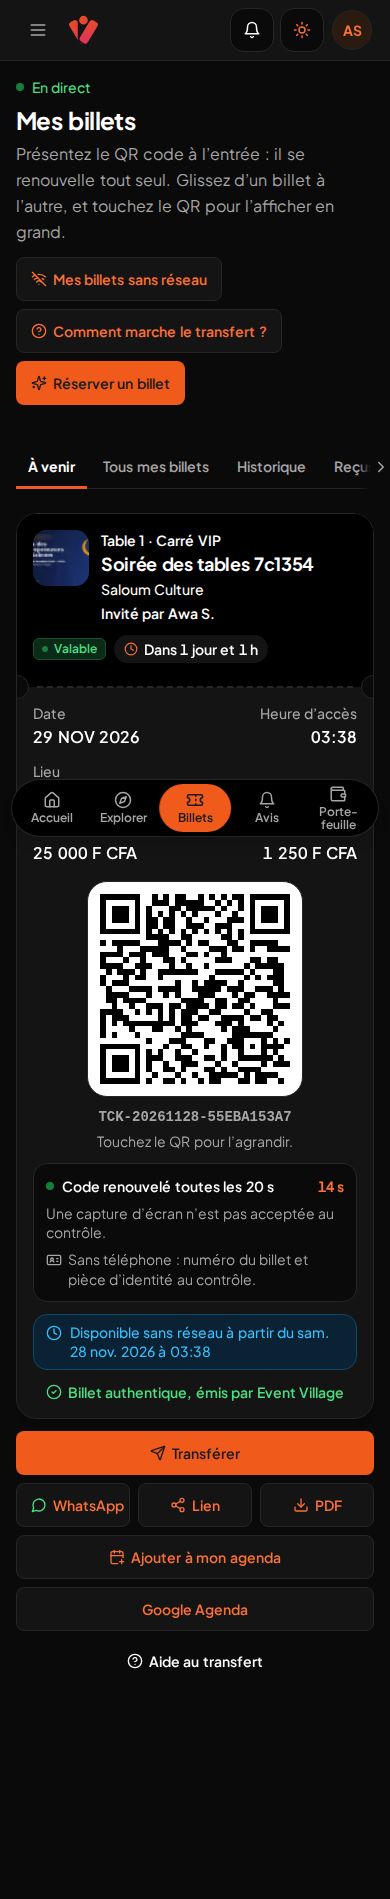 AS
En direct
Mes billets
Présentez le QR code à l’entrée : il se
renouvelle tout seul. Glissez d’un billet à
l’autre, et touchez le QR pour l’afficher en
grand.
Mes billets sans réseau
Comment marche le transfert ?
Réserver un billet
À venir
Tous mes billets
Historique
Reçus
Table 1 · Carré VIP
Soirée des tables 7c1354
Saloum Culture
Invité par Awa S.
Valable
Dans 1 jour et 1 h
Date
Heure d’accès
29 NOV 2026
03:38
Lieu
Accueil
Explorer
Billets
Avis
Porte-
feuille
25 000 F CFA
1 250 F CFA
TCK-20261128-55EBA153A7
Touchez le QR pour l’agrandir.
Code renouvelé toutes les 20 s
14 s
Une capture d’écran n’est pas acceptée au
contrôle.
Sans téléphone : numéro du billet et
pièce d’identité au contrôle.
Disponible sans réseau à partir du sam.
28 nov. 2026 à 03:38
Billet authentique, émis par Event Village
Transférer
WhatsApp
Lien
PDF
Ajouter à mon agenda
Google Agenda
Aide au transfert